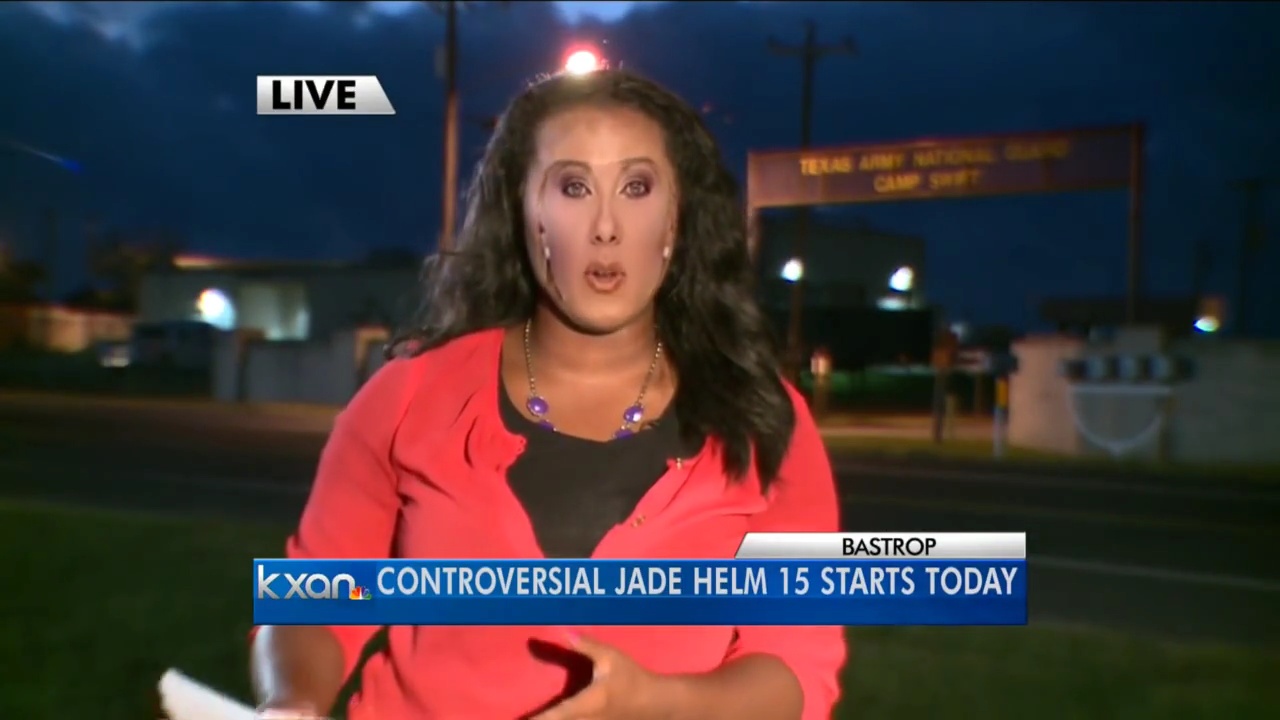 LIVE
TEXAS ARMY NATIONAL GUARD
CAMP SWIFT
BASTROP
kxan CONTROVERSIAL JADE HELM 15 STARTS TODAY